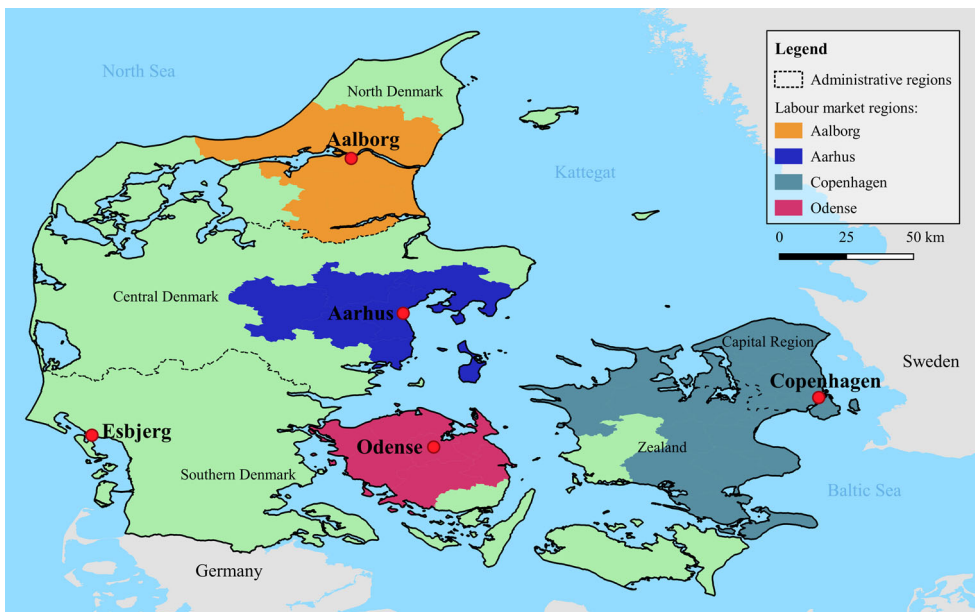 North Sea
North Denmark
Aalborg
Kattegat
Central Denmark
Aarhus
Capital Region
Copenhagen
Sweden
Esbjerg
Odense
Zealand
Southern Denmark
Baltic Sea
Germany
Legend
Administrative regions
Labour market regions:
Aalborg
Aarhus
Copenhagen
Odense
0 25 50 km